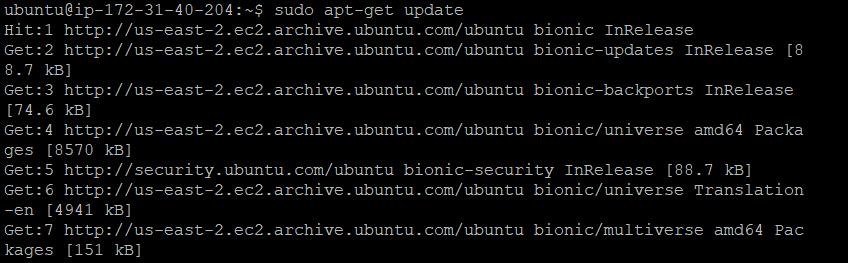 ubuntu@ip-172-31-40-204:~$ sudo apt-get update
Hit:1 http://us-east-2.ec2.archive.ubuntu.com/ubuntu bionic InRelease
Get:2 http://us-east-2.ec2.archive.ubuntu.com/ubuntu bionic-updates InRelease [8
8.7 kB]
Get:3 http://us-east-2.ec2.archive.ubuntu.com/ubuntu bionic-backports InRelease
[74.6 kB]
Get:4 http://us-east-2.ec2.archive.ubuntu.com/ubuntu bionic/universe amd64 Packa
ges [8570 kB]
Get:5 http://security.ubuntu.com/ubuntu bionic-security InRelease [88.7 kB]
Get:6 http://us-east-2.ec2.archive.ubuntu.com/ubuntu bionic/universe Translation
-en [4941 kB]
Get:7 http://us-east-2.ec2.archive.ubuntu.com/ubuntu bionic/multiverse amd64 Pac
kages [151 kB]